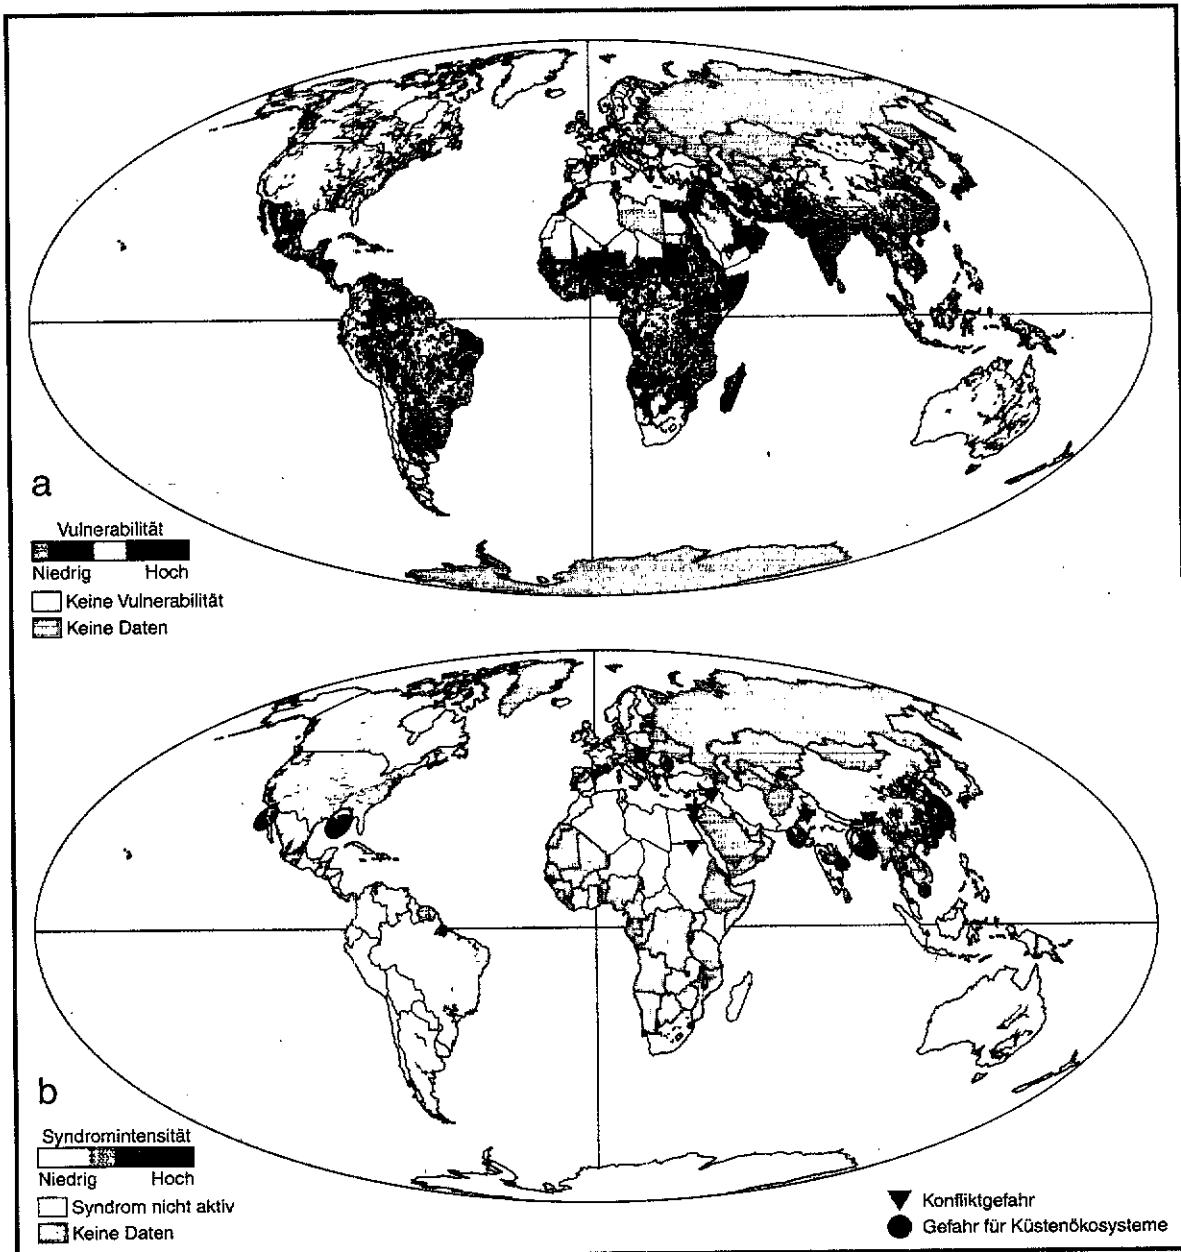 a
Vulnerabilität
Niedrig Hoch
Keine Vulnerabilität
Keine Daten
b
Syndromintensität
Niedrig Hoch
Syndrom nicht aktiv
Keine Daten
Konfliktgefahr
Gefahr für Küstenökosysteme